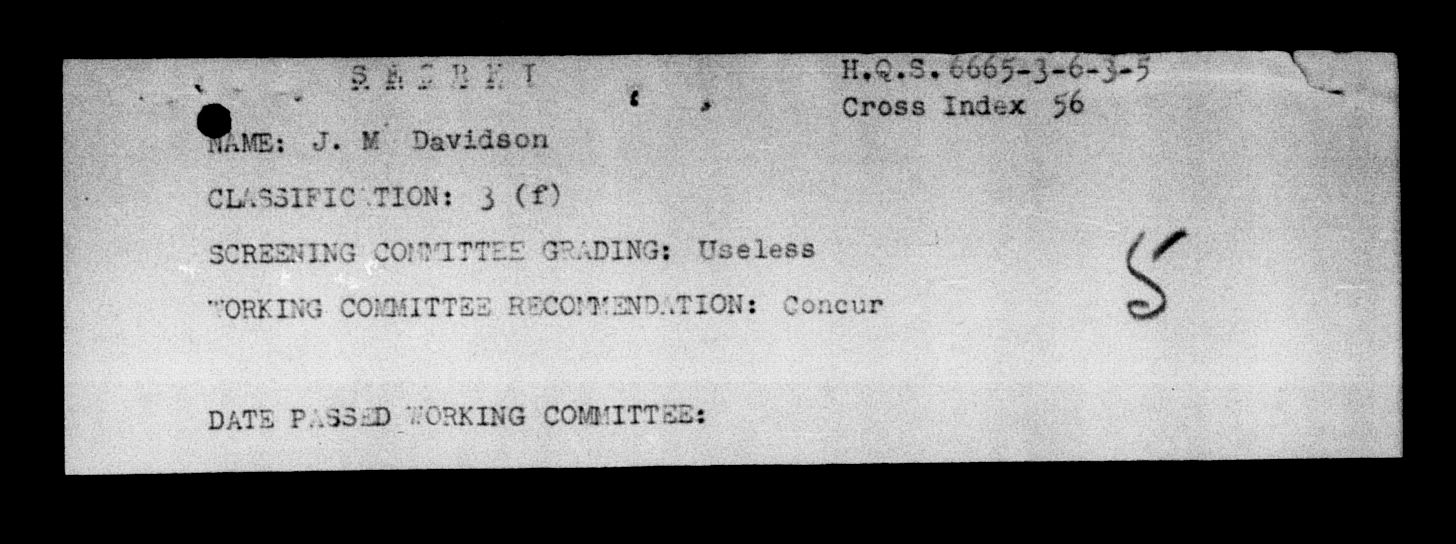 S E C R E T
H.Q.S. 6665-3-6-3-5
Cross Index 56
NAME: J. M Davidson
CLASSIFICATION: 3 (f)
SCREENING COMMITTEE GRADING: Useless
WORKING COMMITTEE RECOMMENDATION: Concur
5
DATE PASSED WORKING COMMITTEE: